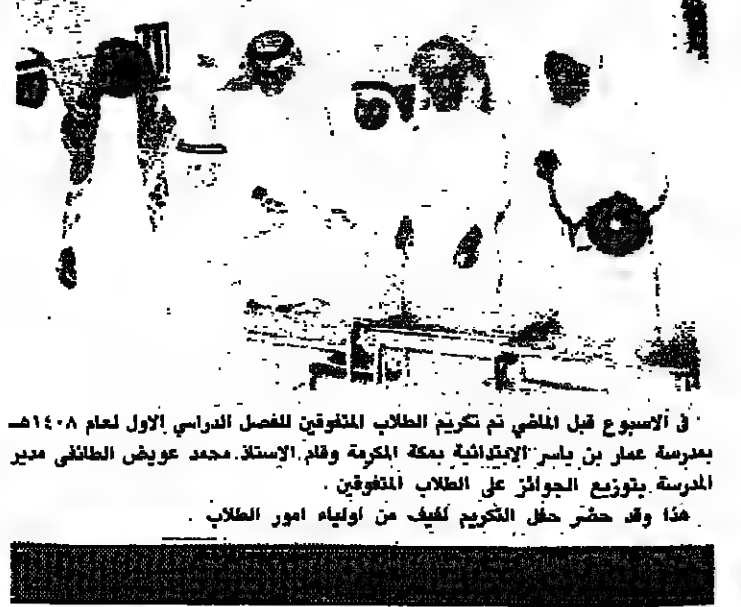 في الاسبوع قبل الماضي تم تكريم الطلاب المتفوقين للفصل الدراسي الاول لعام ١٤٠٨هـ
بمدرسة عمار بن ياسر الابتدائية بمكة المكرمة وقام الاستاذ محمد عويض الطائفى مدير
المدرسة بتوزيع الجوائز على الطلاب المتفوقين .
هذا وقد حضر حفل التكريم لفيف من اولياء امور الطلاب .